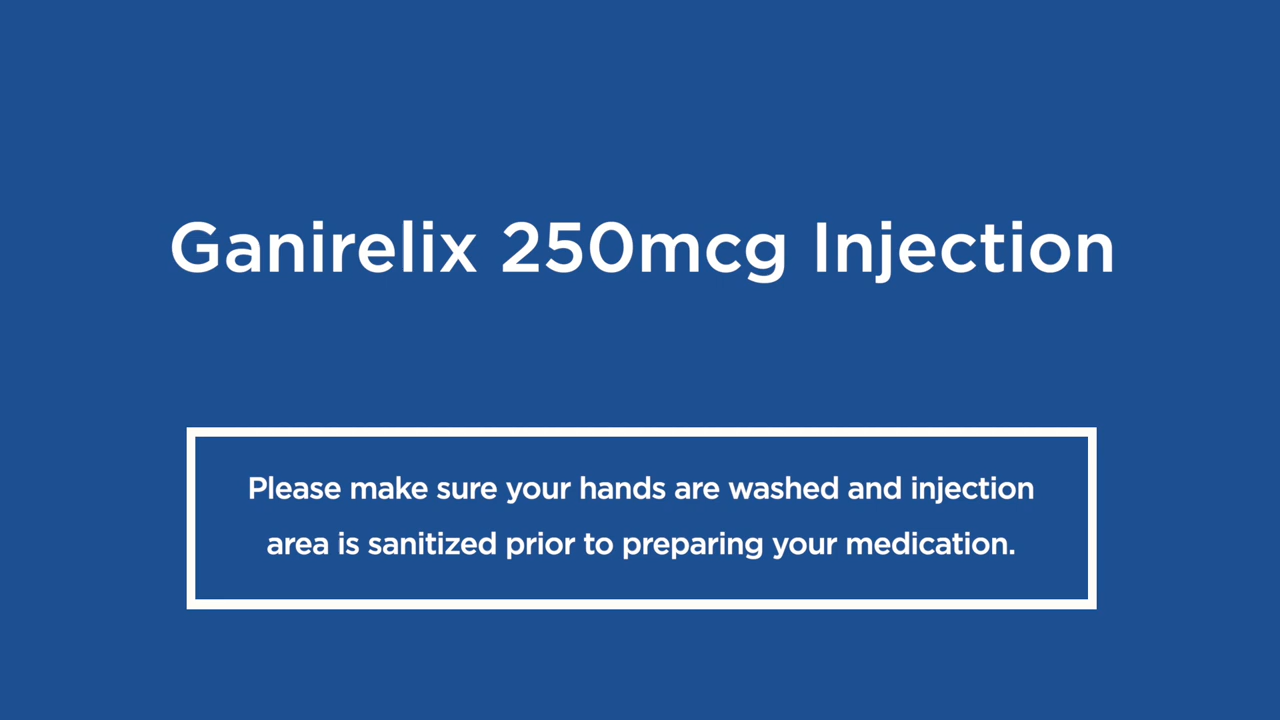 Ganirelix 250mcg Injection
Please make sure your hands are washed and injection
area is sanitized prior to preparing your medication.